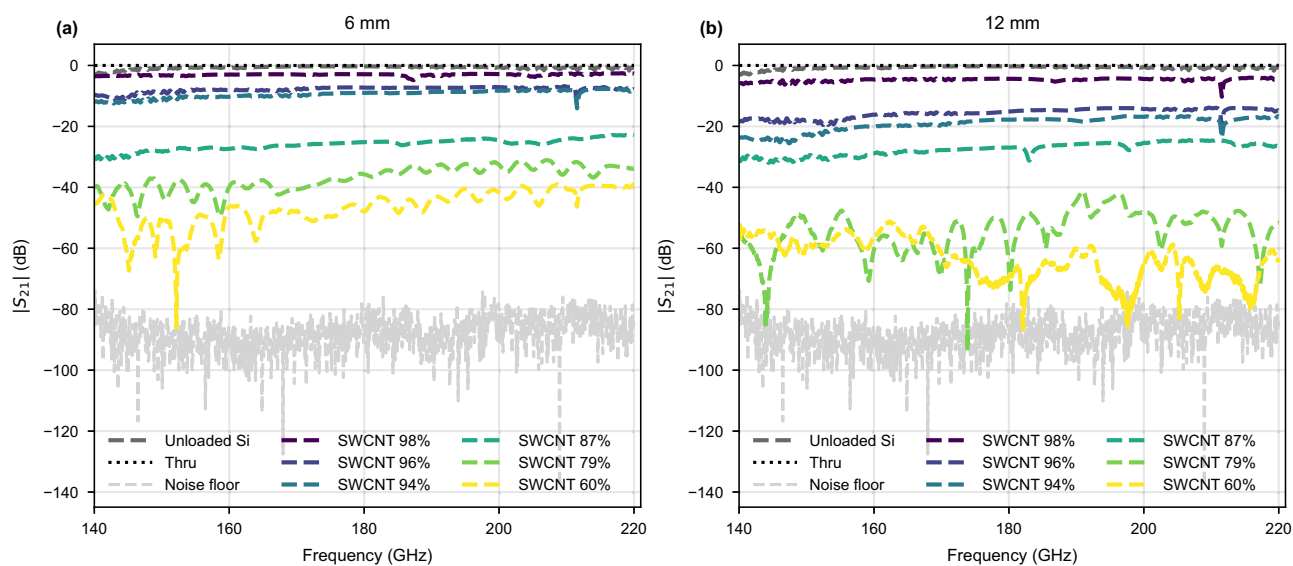 (a) 6 mm
0
−20
−40
−60
−80
−100
−120
−140
|S21| (dB)
Unloaded Si
Thru
Noise floor
SWCNT 98%
SWCNT 96%
SWCNT 94%
SWCNT 87%
SWCNT 79%
SWCNT 60%
140 160 180 200 220
Frequency (GHz)
(b) 12 mm
0
−20
−40
−60
−80
−100
−120
−140
|S21| (dB)
Unloaded Si
Thru
Noise floor
SWCNT 98%
SWCNT 96%
SWCNT 94%
SWCNT 87%
SWCNT 79%
SWCNT 60%
140 160 180 200 220
Frequency (GHz)